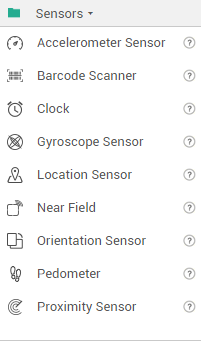 Sensors
Accelerometer Sensor ?
Barcode Scanner ?
Clock ?
Gyroscope Sensor ?
Location Sensor ?
Near Field ?
Orientation Sensor ?
Pedometer ?
Proximity Sensor ?